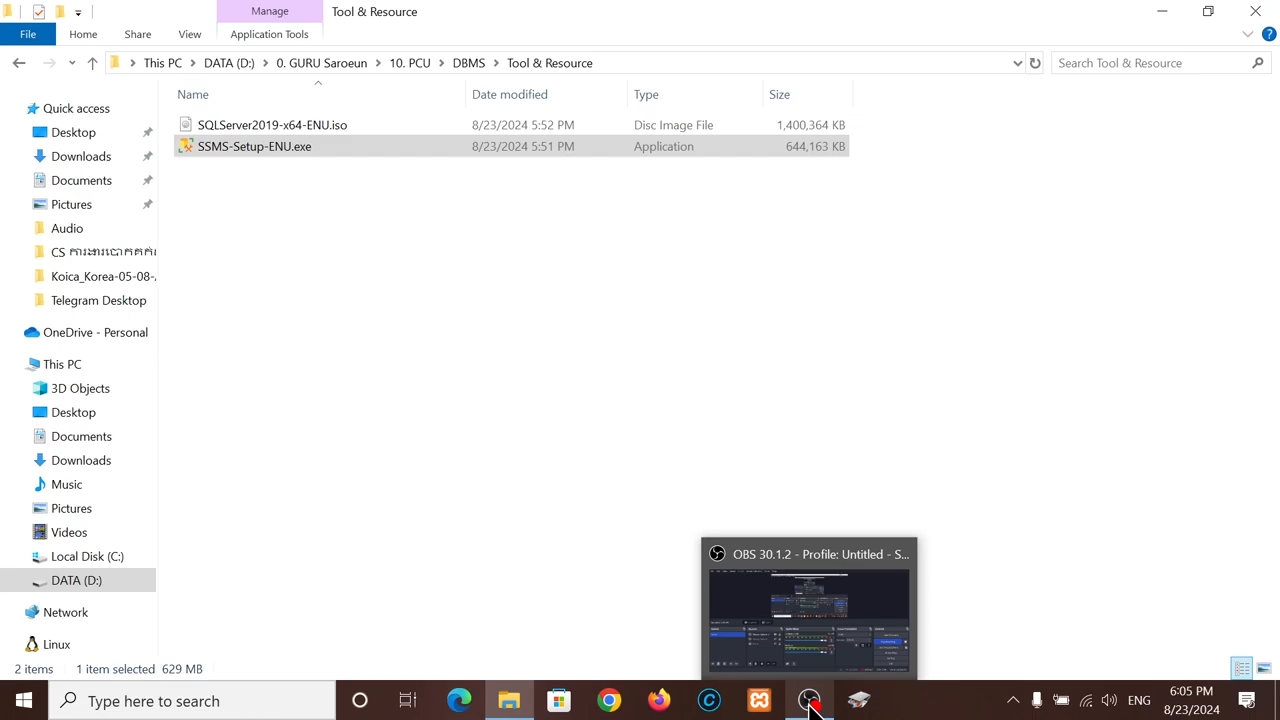 Manage
Tool & Resource
File
Home
Share
View
Application Tools
This PC
DATA (D:)
0. GURU Saroeun
10. PCU
DBMS
Tool & Resource
Search Tool & Resource
Name
Date modified
Type
Size
SQLServer2019-x64-ENU.iso
8/23/2024 5:52 PM
Disc Image File
1,400,364 KB
SSMS-Setup-ENU.exe
8/23/2024 5:51 PM
Application
644,163 KB
Quick access
Desktop
Downloads
Documents
Pictures
Audio
CS
Koica_Korea-05-08-
Telegram Desktop
OneDrive - Personal
This PC
3D Objects
Desktop
Documents
Downloads
Music
Pictures
Videos
Local Disk (C:)
DATA (D:)
Linux
2 items
selected
OBS 30.1.2 - Profile: Untitled - S...
Type here to search
ENG
6:05 PM
8/23/2024